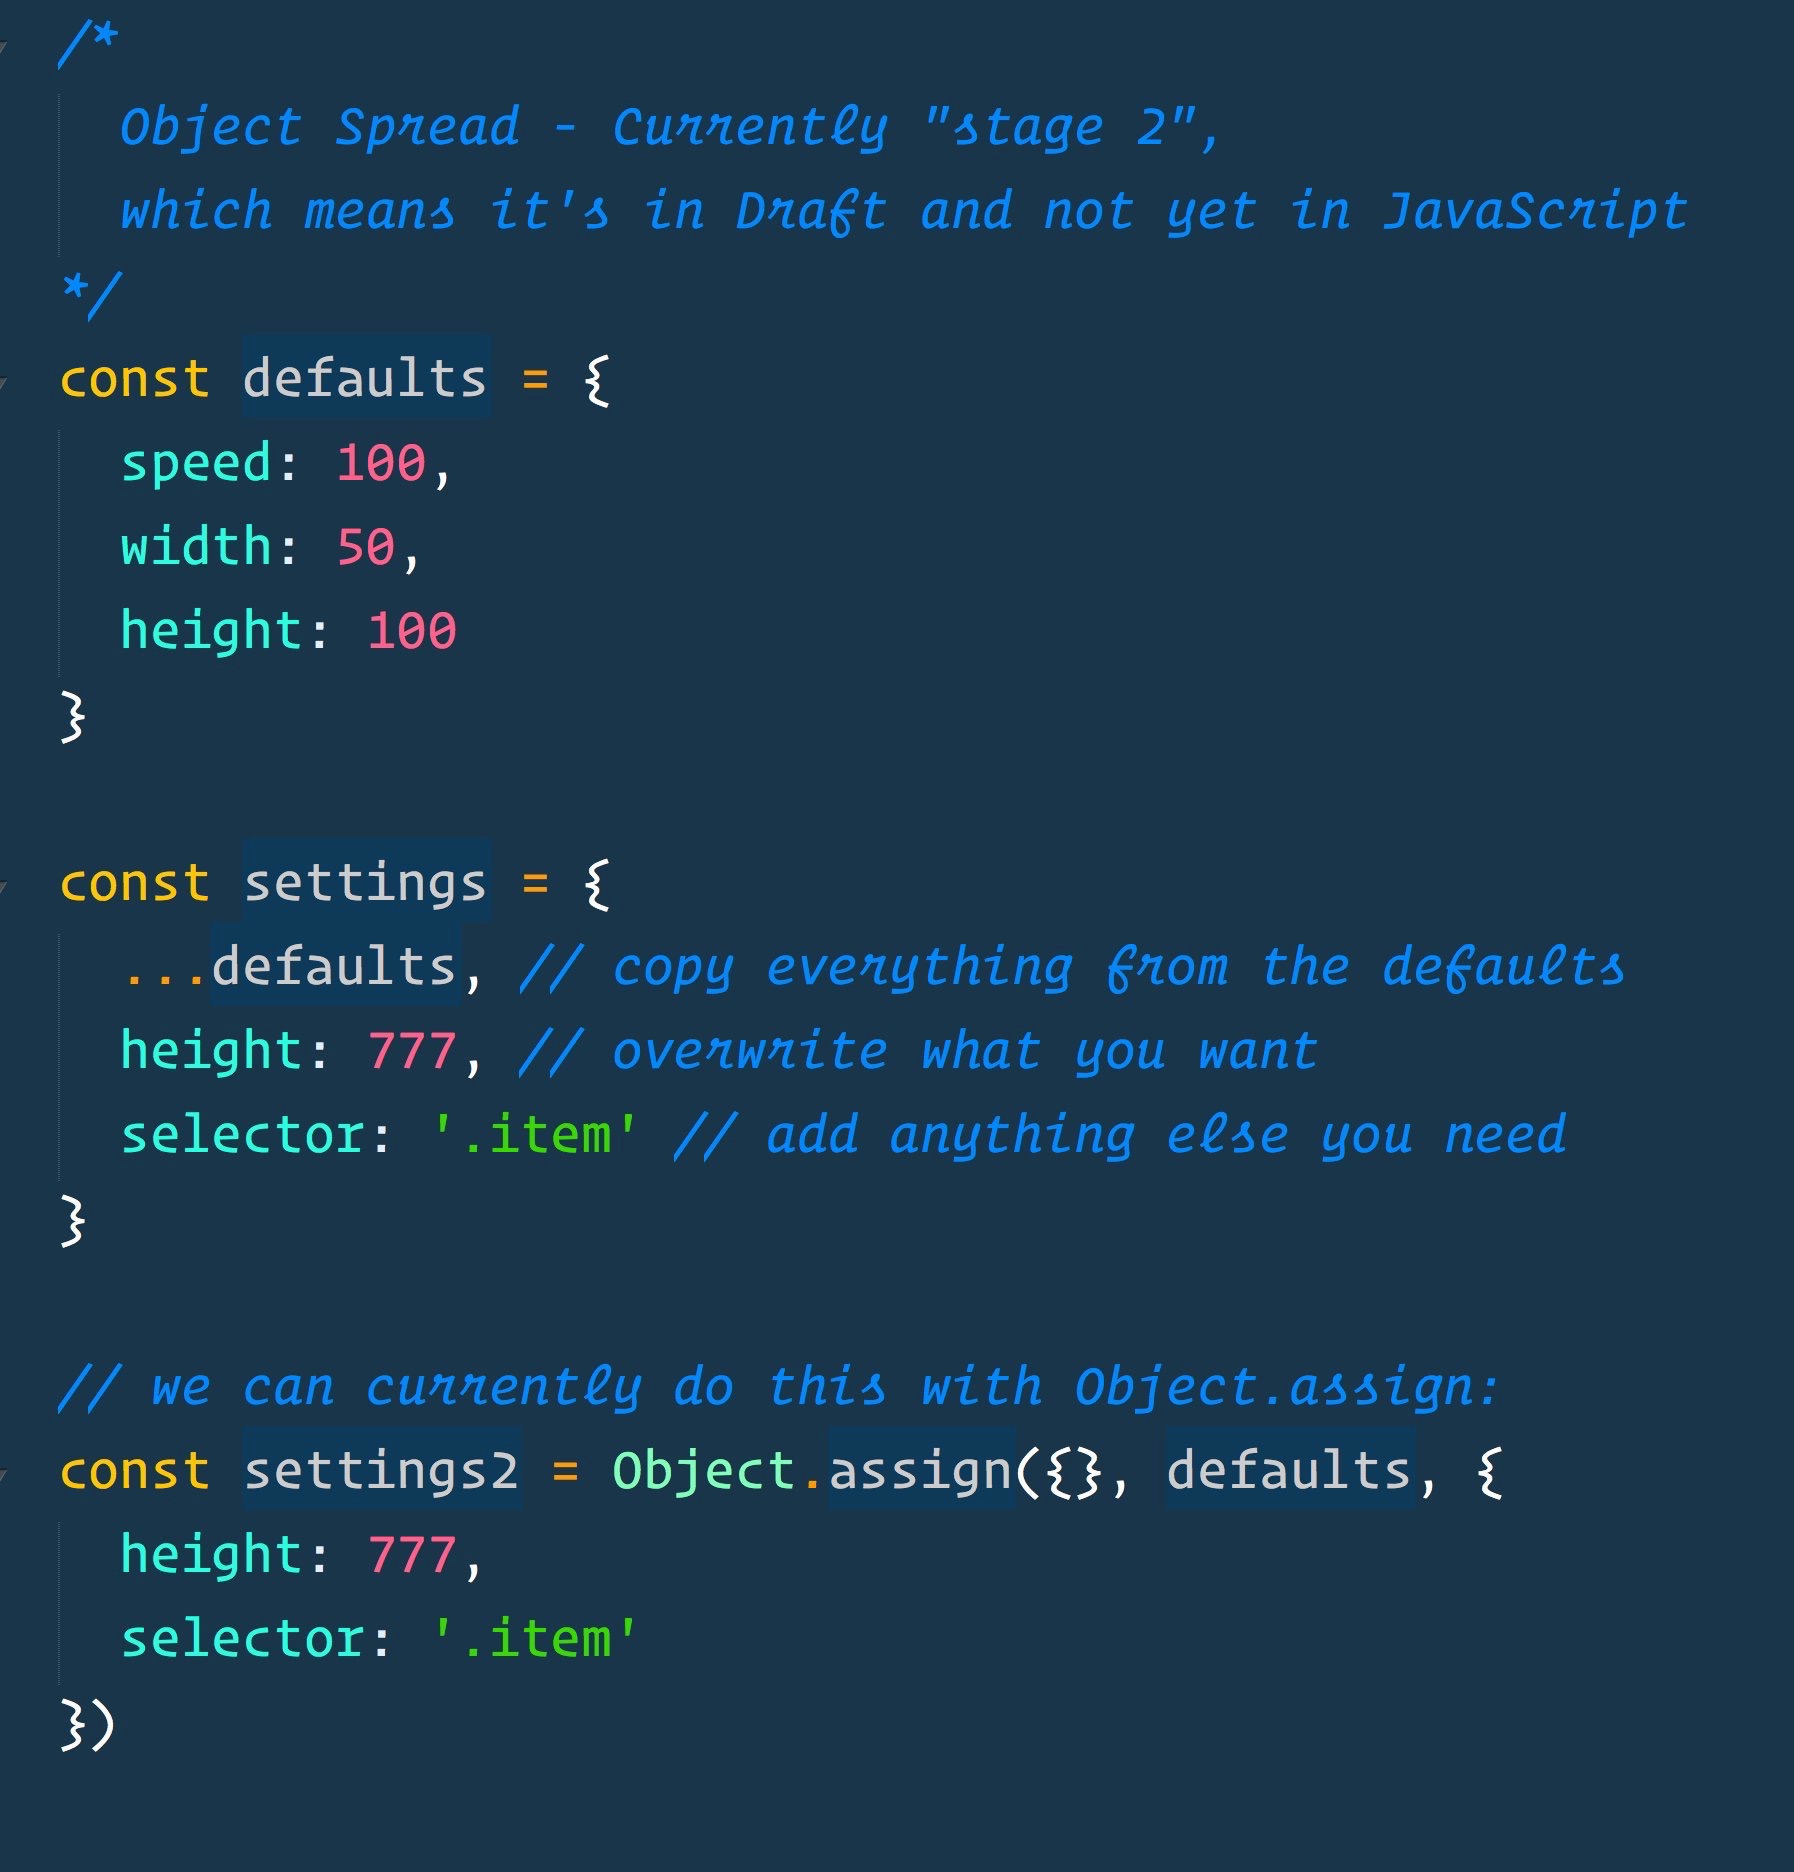 /*
  Object Spread - Currently "stage 2",
  which means it's in Draft and not yet in JavaScript
*/
const defaults = {
  speed: 100,
  width: 50,
  height: 100
}

const settings = {
  ...defaults, // copy everything from the defaults
  height: 777, // overwrite what you want
  selector: '.item' // add anything else you need
}

// we can currently do this with Object.assign:
const settings2 = Object.assign({}, defaults, {
  height: 777,
  selector: '.item'
})